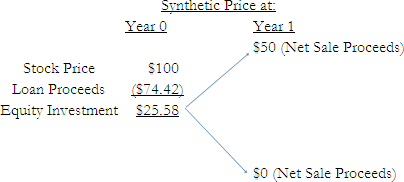 Synthetic Price at:
Year 0 Year 1
$50 (Net Sale Proceeds)
Stock Price $100
Loan Proceeds ($74.42)
Equity Investment $25.58
$0 (Net Sale Proceeds)